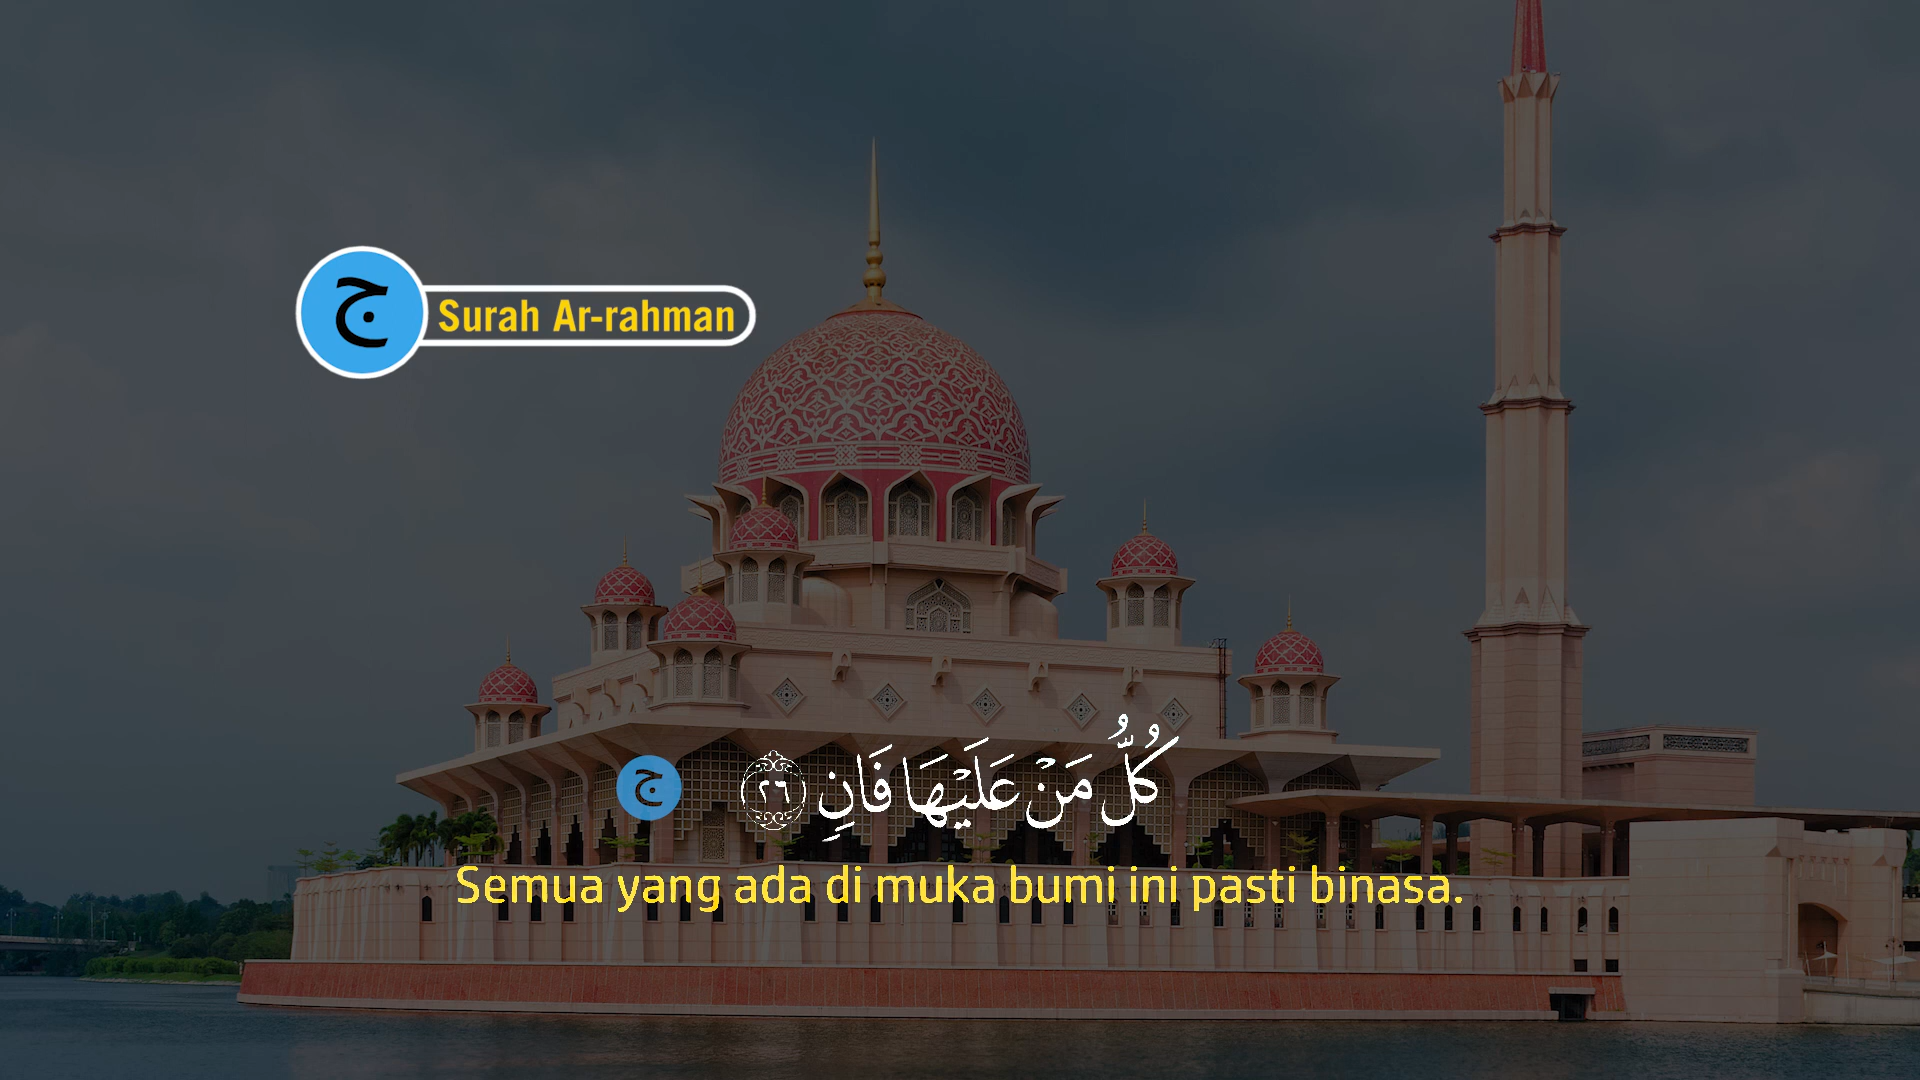 ج Surah Ar-rahman
كُلُّ مَنْ عَلَيْهَا فَانٍ ٢٦ ج
Semua yang ada di muka bumi ini pasti binasa.